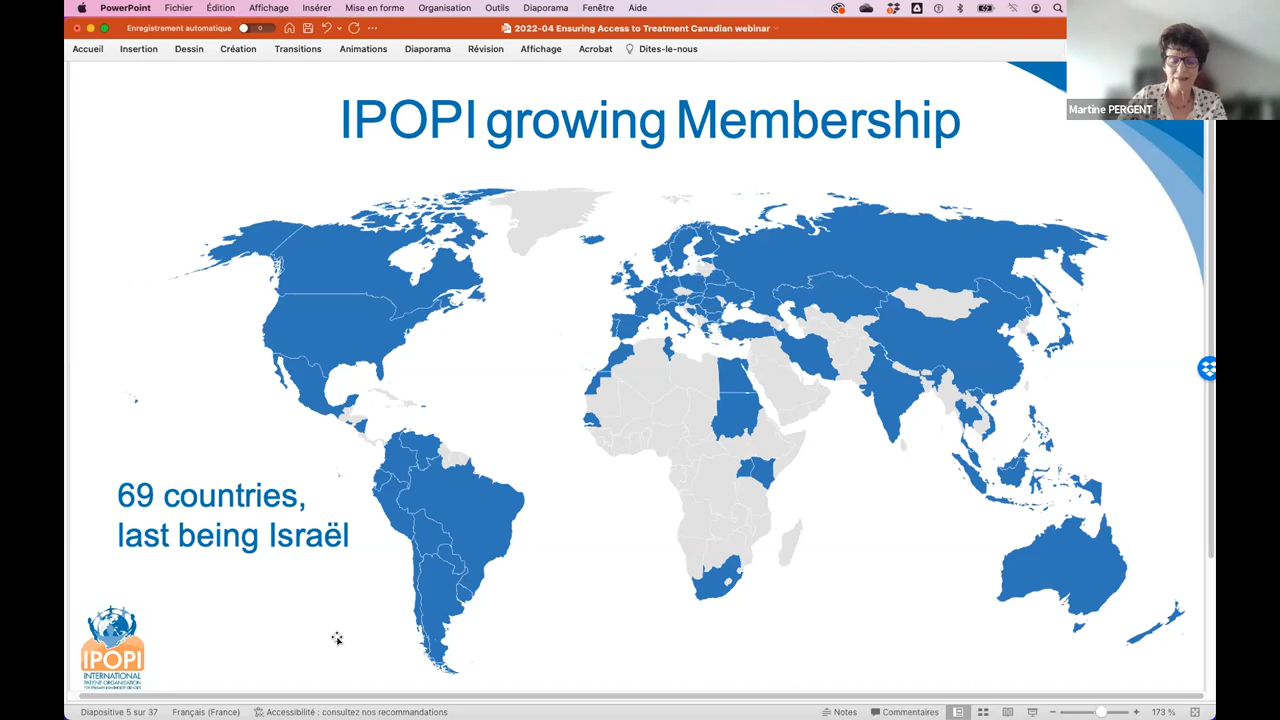 PowerPoint Fichier Édition Affichage Insérer Mise en forme Organisation Outils Diaporama Fenêtre Aide
Enregistrement automatique 2022-04 Ensuring Access to Treatment Canadian webinar
Accueil Insertion Dessin Création Transitions Animations Diaporama Révision Affichage Acrobat Dites-le-nous
Martine PERGENT
IPOPI growing Membership
69 countries,
last being Israël
IPOPI
INTERNATIONAL
PATIENT ORGANISATION
Diapositive 5 sur 37 Français (France) Accessibilité : consultez nos recommandations Notes Commentaires 173 %